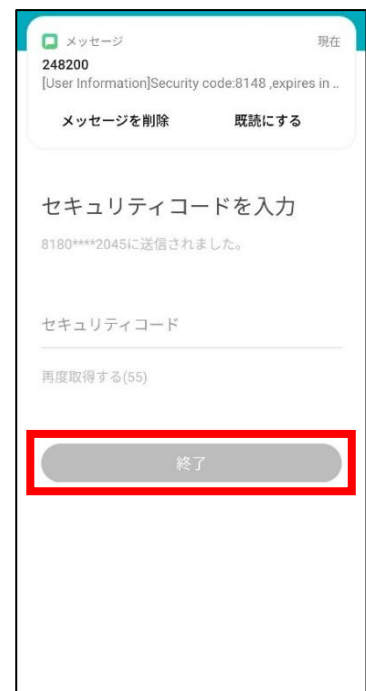 メッセージ 現在
248200
[User Information]Security code:8148 ,expires in ..
メッセージを削除 既読にする
セキュリティコードを入力
8180****2045に送信されました。
セキュリティコード
再度取得する(55)
終了